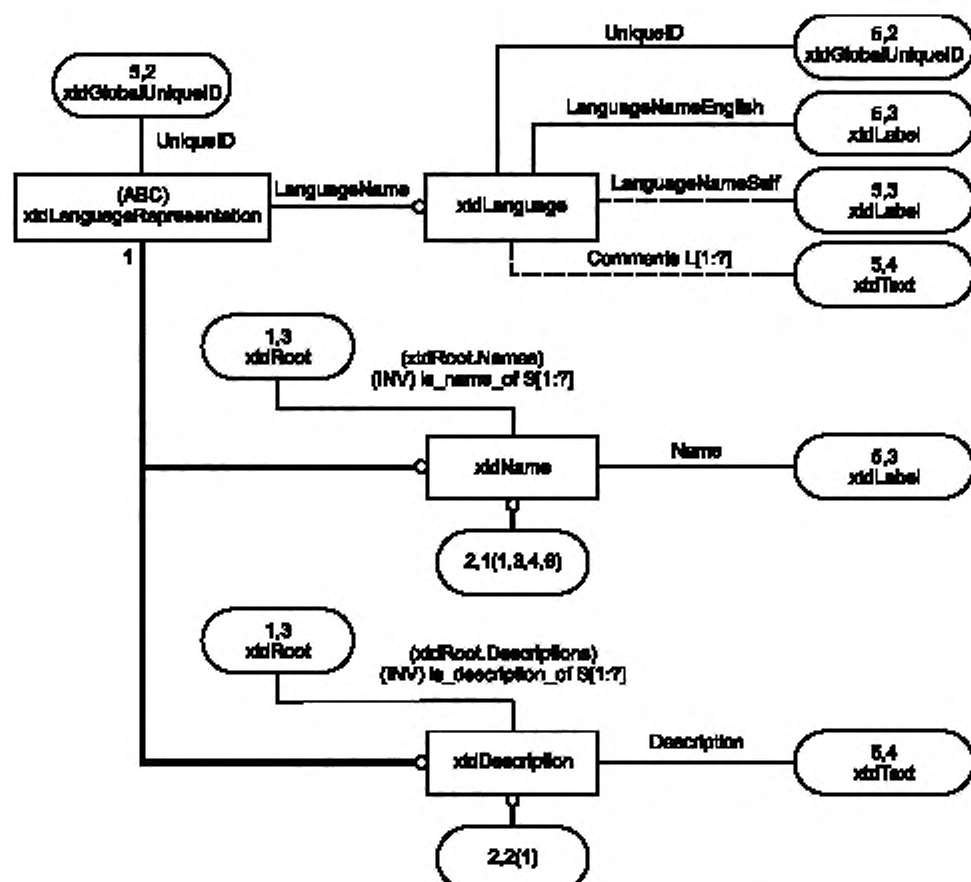 UniqueID
5,2
xtdGlobalUniqueID
5,2
xtdGlobalUniqueID
UniqueID
LanguageNameEnglish
5,3
xtdLabel
(ABC)
xtdLanguageRepresentation
LanguageName
xtdLanguage
LanguageNameSelf
5,3
xtdLabel
1
Comments L[1:?]
5,4
xtdText
1,3
xtdRoot
(xtdRoot.Names)
(INV) is_name_of S[1:?]
xtdName
Name
5,3
xtdLabel
2,1(1,3,4,6)
1,3
xtdRoot
(xtdRoot.Descriptions)
(INV) is_description_of S[1:?]
xtdDescription
Description
5,4
xtdText
2,2(1)